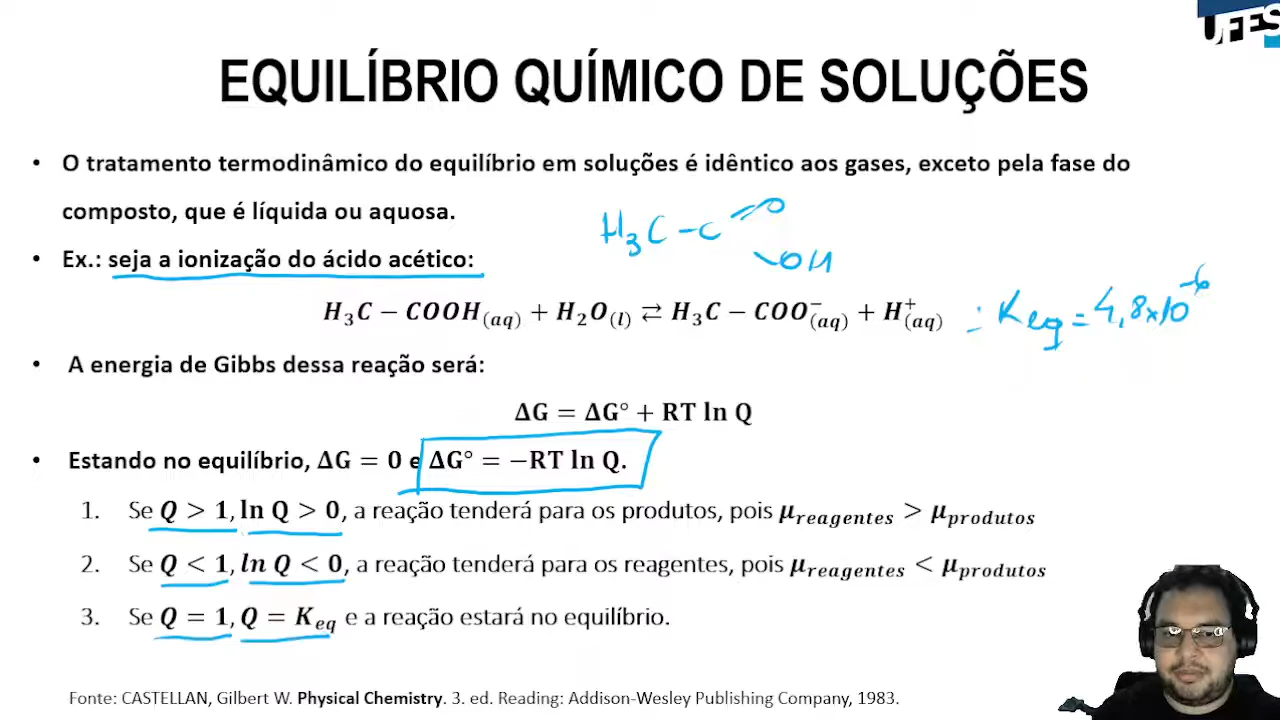 UFES
EQUILÍBRIO QUÍMICO DE SOLUÇÕES
• O tratamento termodinâmico do equilíbrio em soluções é idêntico aos gases, exceto pela fase do
composto, que é líquida ou aquosa.
H₃C - C = O
OH
• Ex.: seja a ionização do ácido acético:
H₃C − COOH₍aq₎ + H₂O₍l₎ ⇄ H₃C − COO⁻₍aq₎ + H⁺₍aq₎ ∴ Keq = 4,8x10⁻⁶
• A energia de Gibbs dessa reação será:
ΔG = ΔG° + RT ln Q
• Estando no equilíbrio, ΔG = 0 e ΔG° = −RT ln Q.
1. Se Q > 1, ln Q > 0, a reação tenderá para os produtos, pois μreagentes > μprodutos
2. Se Q < 1, ln Q < 0, a reação tenderá para os reagentes, pois μreagentes < μprodutos
3. Se Q = 1, Q = Keq e a reação estará no equilíbrio.
Fonte: CASTELLAN, Gilbert W. Physical Chemistry. 3. ed. Reading: Addison-Wesley Publishing Company, 1983.